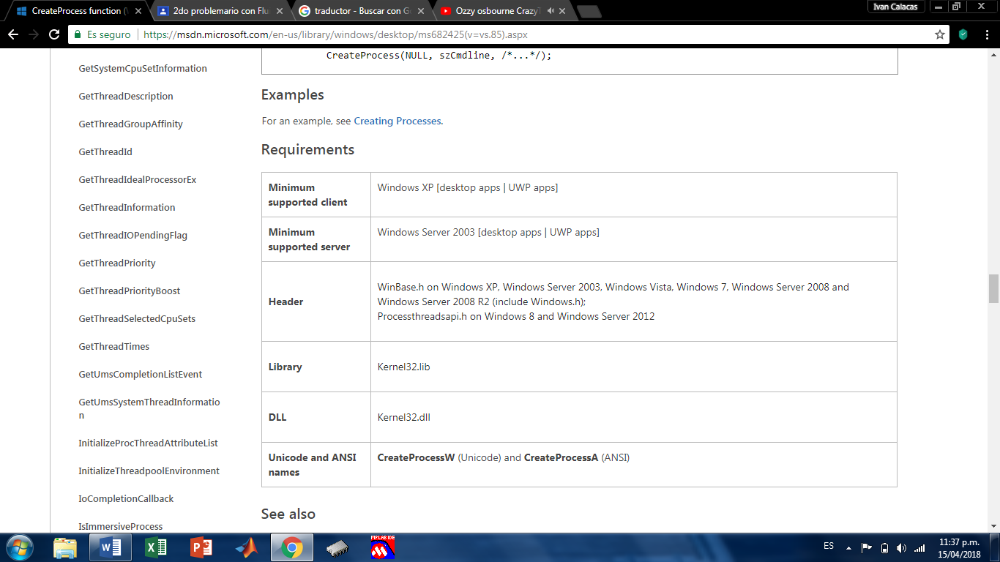 CreateProcess function (
2do problemario con Flu
traductor - Buscar con G
Ozzy osbourne Crazy
Ivan Calacas
Es seguro
https://msdn.microsoft.com/en-us/library/windows/desktop/ms682425(v=vs.85).aspx
GetSystemCpuSetInformation
GetThreadDescription
GetThreadGroupAffinity
GetThreadId
GetThreadIdealProcessorEx
GetThreadInformation
GetThreadIOPendingFlag
GetThreadPriority
GetThreadPriorityBoost
GetThreadSelectedCpuSets
GetThreadTimes
GetUmsCompletionListEvent
GetUmsSystemThreadInformatio
n
InitializeProcThreadAttributeList
InitializeThreadpoolEnvironment
IoCompletionCallback
IsImmersiveProcess
CreateProcess(NULL, szCmdline, /*...*/);
Examples
For an example, see Creating Processes.
Requirements
Minimum
supported client
Windows XP [desktop apps | UWP apps]
Minimum
supported server
Windows Server 2003 [desktop apps | UWP apps]
Header
WinBase.h on Windows XP, Windows Server 2003, Windows Vista, Windows 7, Windows Server 2008 and
Windows Server 2008 R2 (include Windows.h);
Processthreadsapi.h on Windows 8 and Windows Server 2012
Library
Kernel32.lib
DLL
Kernel32.dll
Unicode and ANSI
names
CreateProcessW (Unicode) and CreateProcessA (ANSI)
See also
MPLAB IDE
ES
11:37 p.m.
15/04/2018